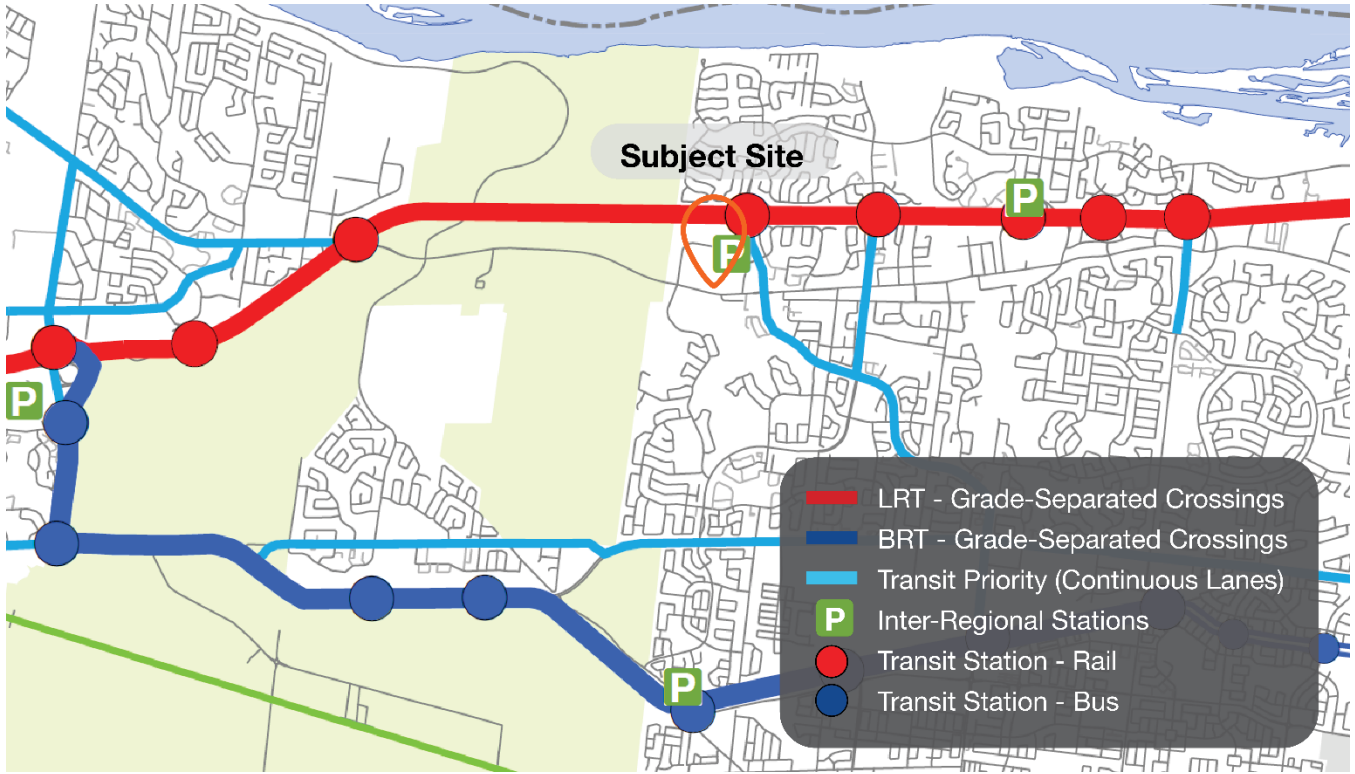 Subject Site
P
P
P
P
LRT - Grade-Separated Crossings
BRT - Grade-Separated Crossings
Transit Priority (Continuous Lanes)
P
Inter-Regional Stations
Transit Station - Rail
Transit Station - Bus